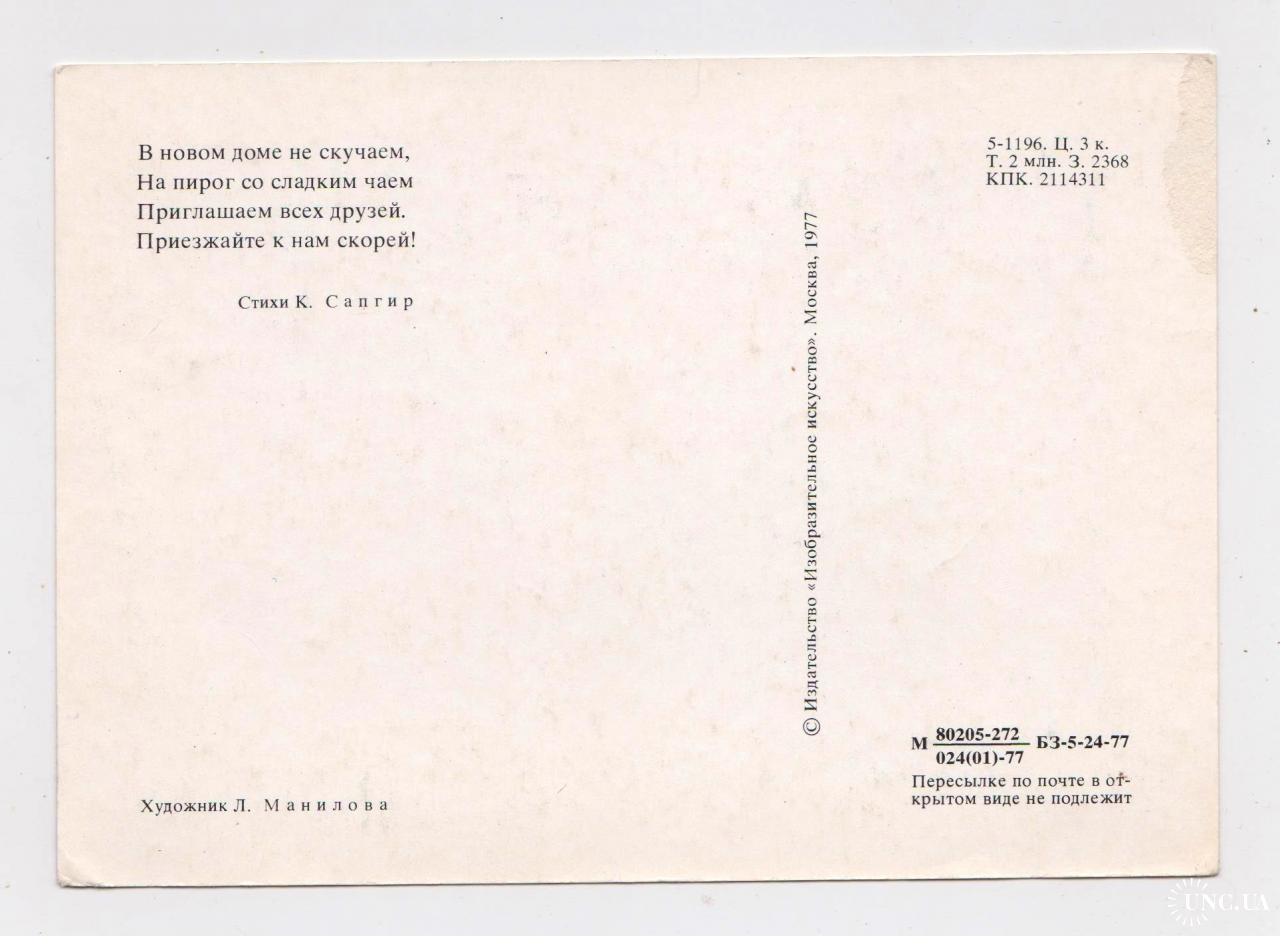 В новом доме не скучаем,
На пирог со сладким чаем
Приглашаем всех друзей.
Приезжайте к нам скорей!
Стихи К. Сапгир
Художник Л. Манилова
© Издательство «Изобразительное искусство». Москва, 1977
5-1196. Ц. 3 к.
Т. 2 млн. З. 2368
КПК. 2114311
М 80205-272 БЗ-5-24-77
024(01)-77
Пересылке по почте в от-
крытом виде не подлежит
UNC.UA